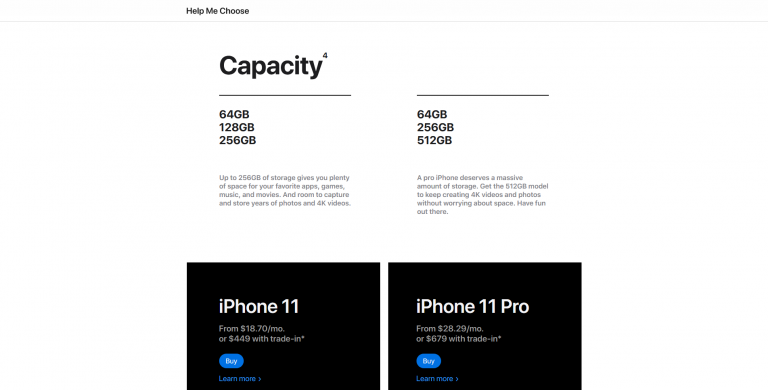 Help Me Choose
Capacity4
64GB
128GB
256GB
Up to 256GB of storage gives you plenty
of space for your favorite apps, games,
music, and movies. And room to capture
and store years of photos and 4K videos.
64GB
256GB
512GB
A pro iPhone deserves a massive
amount of storage. Get the 512GB model
to keep creating 4K videos and photos
without worrying about space. Have fun
out there.
iPhone 11
From $18.70/mo.
or $449 with trade-in*
Buy
Learn more >
iPhone 11 Pro
From $28.29/mo.
or $679 with trade-in*
Buy
Learn more >